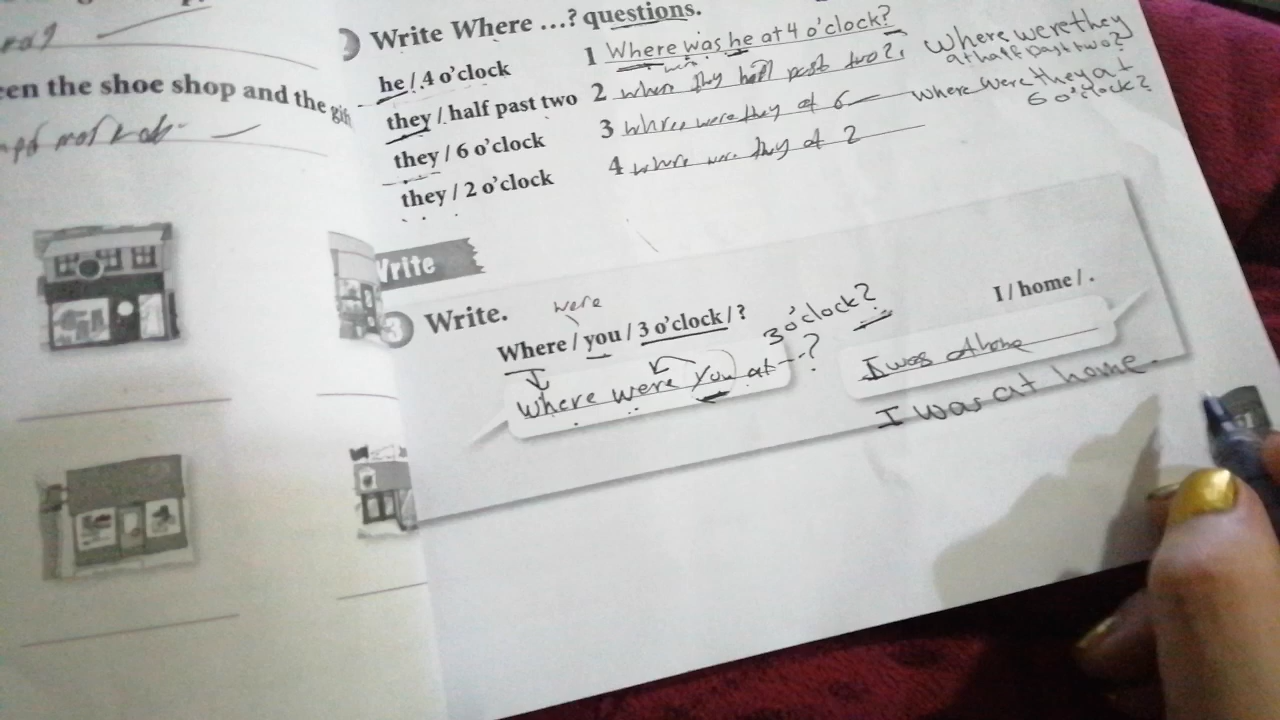 een the shoe shop and the gif
Write Where ...? questions.
he / 4 o'clock
they / half past two
they / 6 o'clock
they / 2 o'clock
1 Where was he at 4 o'clock?
2 when they half past two?
Where were they
at half past two?
3 where were they at 6
where were they at
6 o'clock?
4 where were they at 2
Write
3 Write.
were
Where / you / 3 o'clock / ?
3 o'clock?
Where were you at --- ?
I / home / .
I was at home
I was at home.